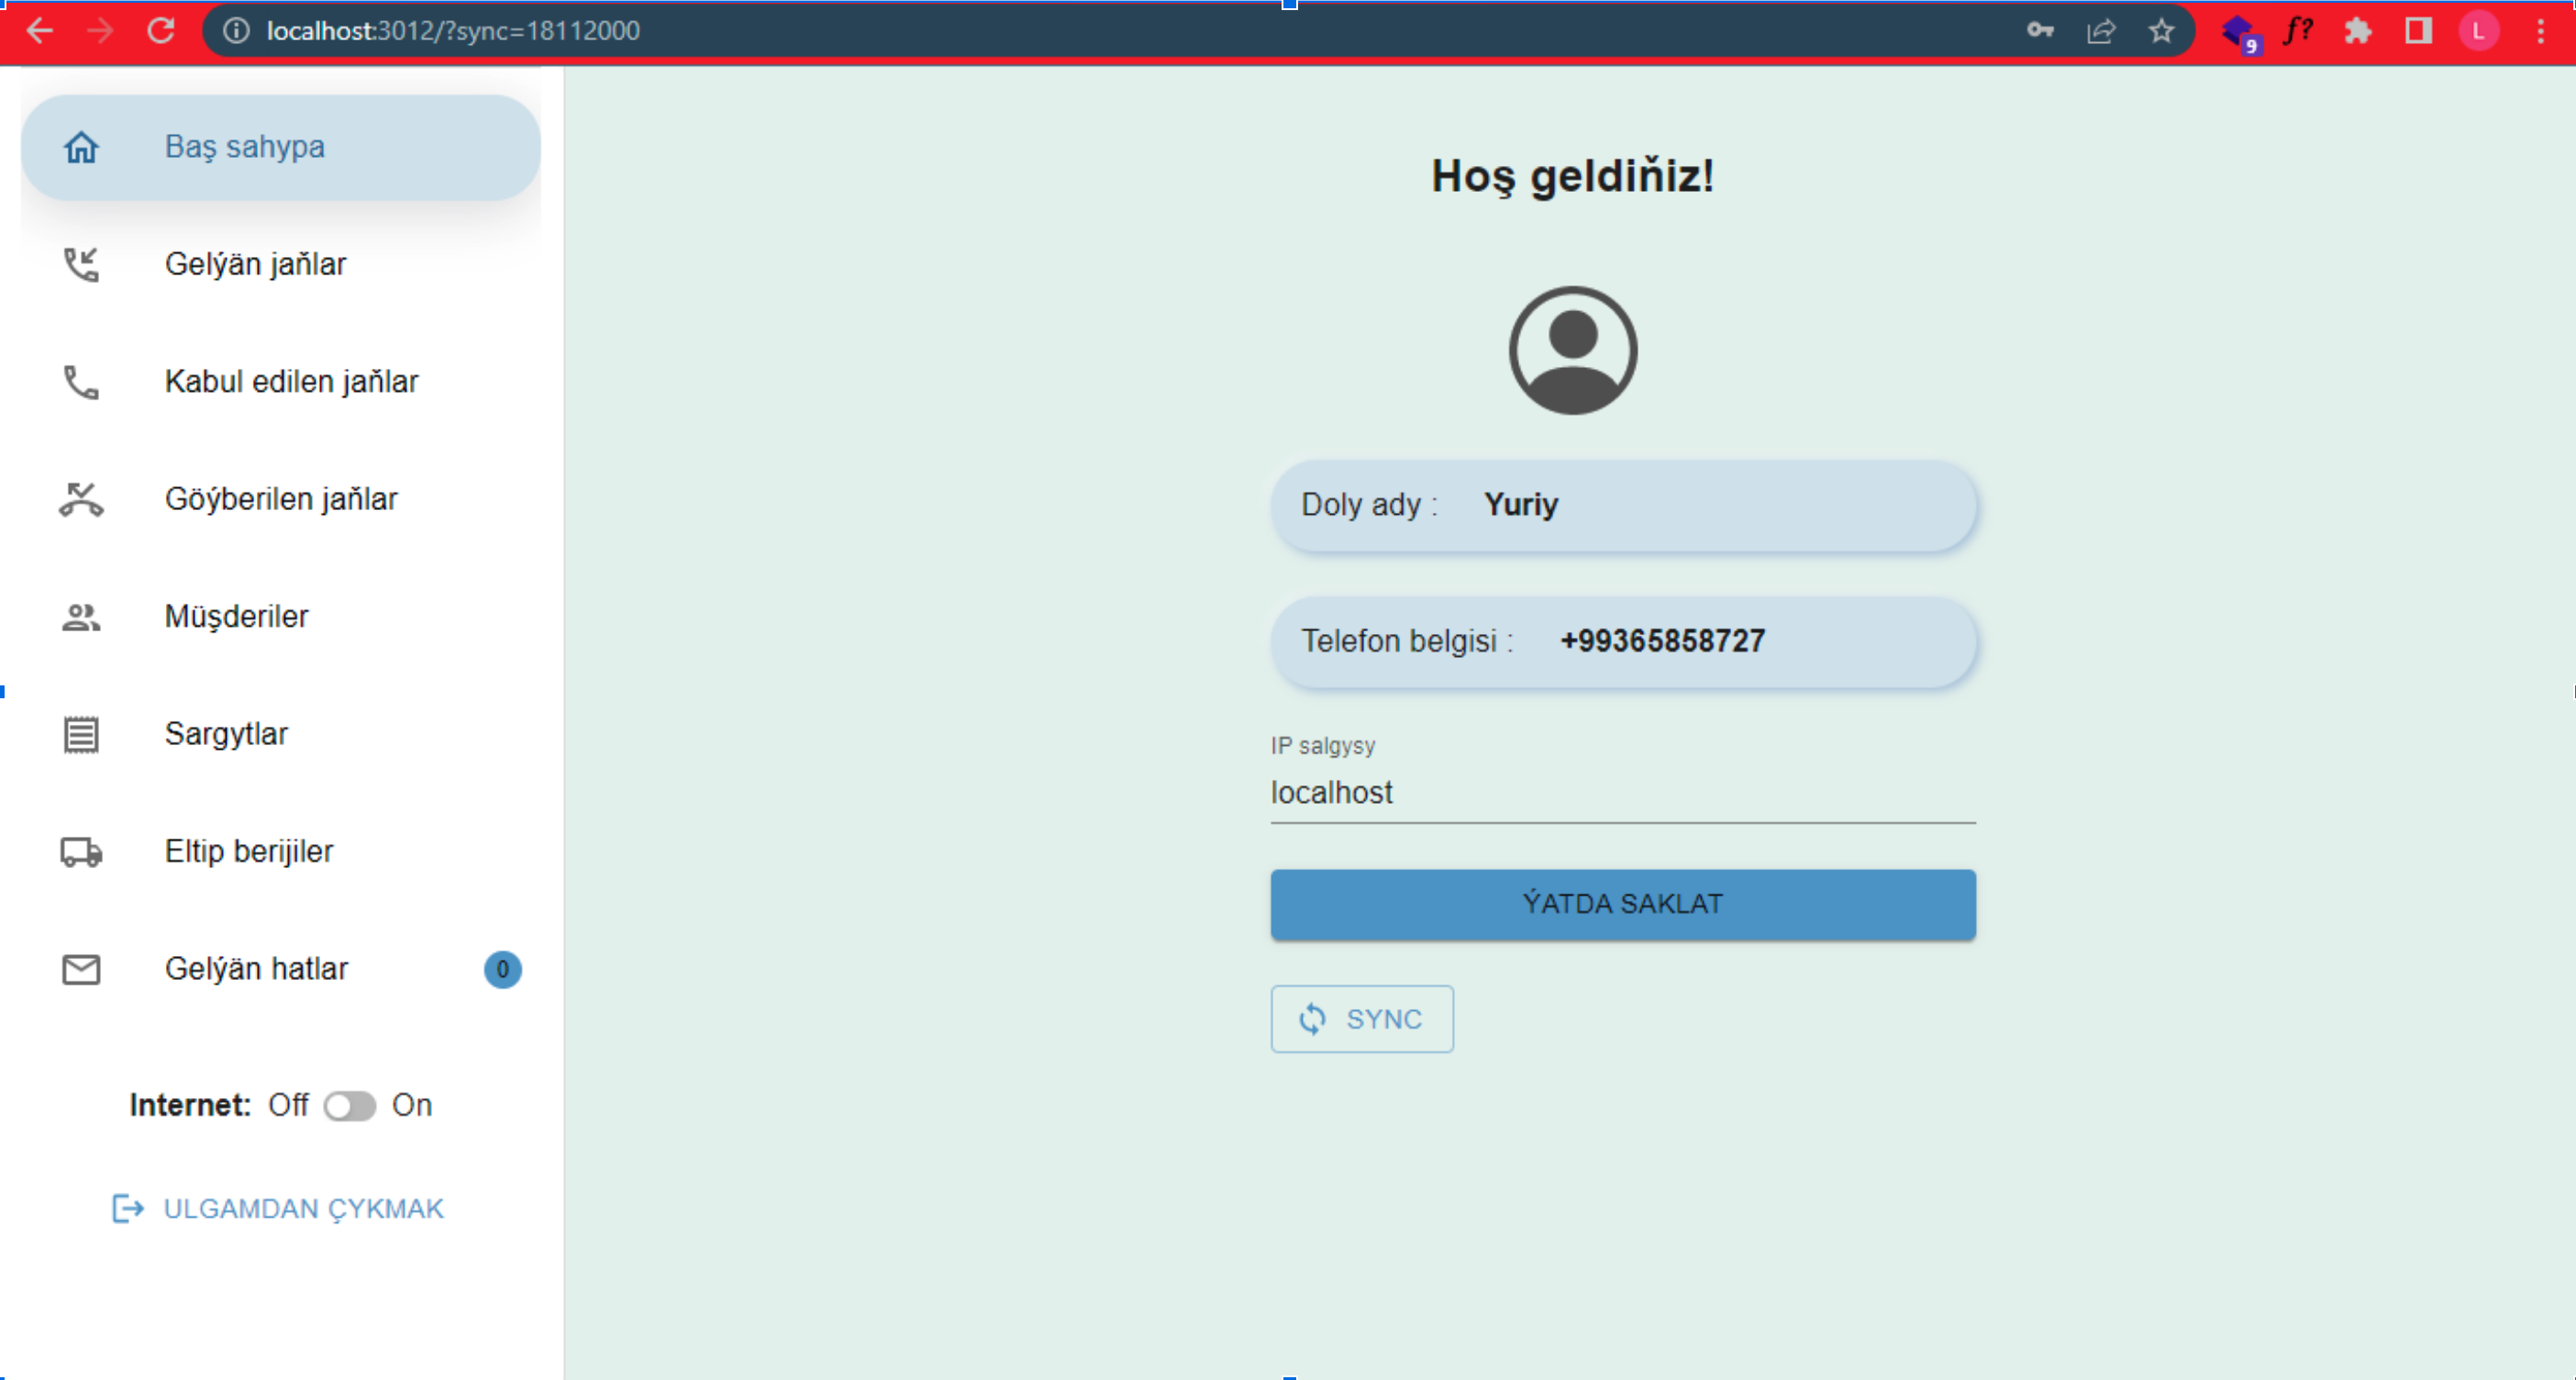 localhost:3012/?sync=18112000
9
f?
L
Baş sahypa
Gelýän jaňlar
Kabul edilen jaňlar
Göýberilen jaňlar
Müşderiler
Sargytlar
Eltip berijiler
Gelýän hatlar 0
Internet: Off On
ULGAMDAN ÇYKMAK
Hoş geldiňiz!
Doly ady : Yuriy
Telefon belgisi : +99365858727
IP salgysy
localhost
ÝATDA SAKLAT
SYNC